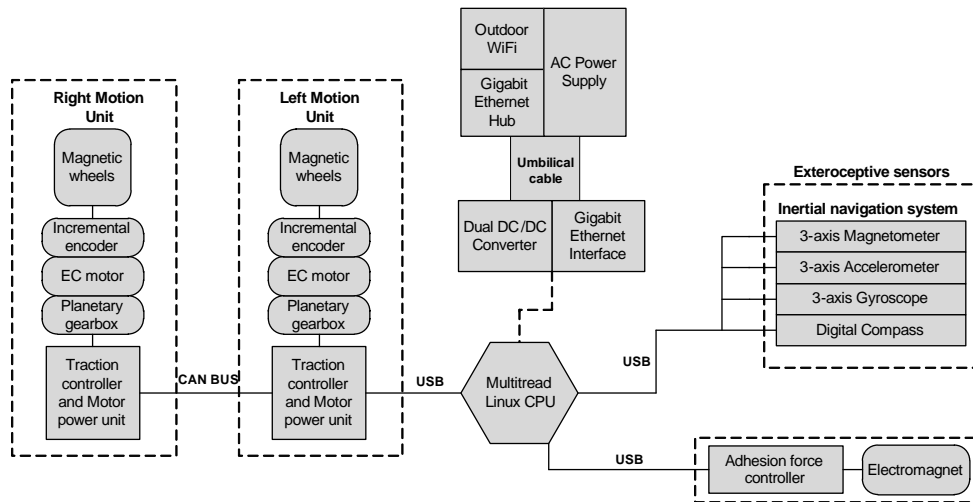 Outdoor
WiFi
Gigabit
Ethernet
Hub
AC Power
Supply
Umbilical
cable
Dual DC/DC
Converter
Gigabit
Ethernet
Interface
Right Motion
Unit
Magnetic
wheels
Incremental
encoder
EC motor
Planetary
gearbox
Traction
controller
and Motor
power unit
CAN BUS
Left Motion
Unit
Magnetic
wheels
Incremental
encoder
EC motor
Planetary
gearbox
Traction
controller
and Motor
power unit
USB
Multitread
Linux CPU
USB
Exteroceptive sensors
Inertial navigation system
3-axis Magnetometer
3-axis Accelerometer
3-axis Gyroscope
Digital Compass
USB
Adhesion force
controller
Electromagnet